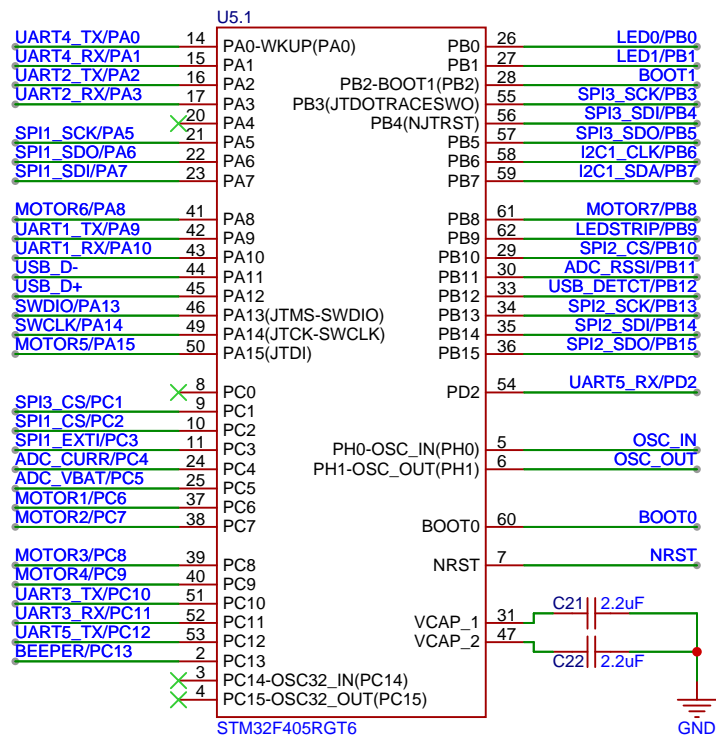 U5.1
UART4_TX/PA0 14 PA0-WKUP(PA0) PB0 26 LED0/PB0
UART4_RX/PA1 15 PA1 PB1 27 LED1/PB1
UART2_TX/PA2 16 PA2 PB2-BOOT1(PB2) 28 BOOT1
UART2_RX/PA3 17 PA3 PB3(JTDOTRACESWO) 55 SPI3_SCK/PB3
20 PA4 PB4(NJTRST) 56 SPI3_SDI/PB4
SPI1_SCK/PA5 21 PA5 PB5 57 SPI3_SDO/PB5
SPI1_SDO/PA6 22 PA6 PB6 58 I2C1_CLK/PB6
SPI1_SDI/PA7 23 PA7 PB7 59 I2C1_SDA/PB7
MOTOR6/PA8 41 PA8 PB8 61 MOTOR7/PB8
UART1_TX/PA9 42 PA9 PB9 62 LEDSTRIP/PB9
UART1_RX/PA10 43 PA10 PB10 29 SPI2_CS/PB10
USB_D- 44 PA11 PB11 30 ADC_RSSI/PB11
USB_D+ 45 PA12 PB12 33 USB_DETCT/PB12
SWDIO/PA13 46 PA13(JTMS-SWDIO) PB13 34 SPI2_SCK/PB13
SWCLK/PA14 49 PA14(JTCK-SWCLK) PB14 35 SPI2_SDI/PB14
MOTOR5/PA15 50 PA15(JTDI) PB15 36 SPI2_SDO/PB15
8 PC0 PD2 54 UART5_RX/PD2
SPI3_CS/PC1 9 PC1
SPI1_CS/PC2 10 PC2
SPI1_EXTI/PC3 11 PC3 PH0-OSC_IN(PH0) 5 OSC_IN
ADC_CURR/PC4 24 PC4 PH1-OSC_OUT(PH1) 6 OSC_OUT
ADC_VBAT/PC5 25 PC5
MOTOR1/PC6 37 PC6
MOTOR2/PC7 38 PC7 BOOT0 60 BOOT0
MOTOR3/PC8 39 PC8 NRST 7 NRST
MOTOR4/PC9 40 PC9
UART3_TX/PC10 51 PC10
UART3_RX/PC11 52 PC11 VCAP_1 31 C21 2.2uF
UART5_TX/PC12 53 PC12 VCAP_2 47
BEEPER/PC13 2 PC13 C22 2.2uF
3 PC14-OSC32_IN(PC14)
4 PC15-OSC32_OUT(PC15)
STM32F405RGT6 GND